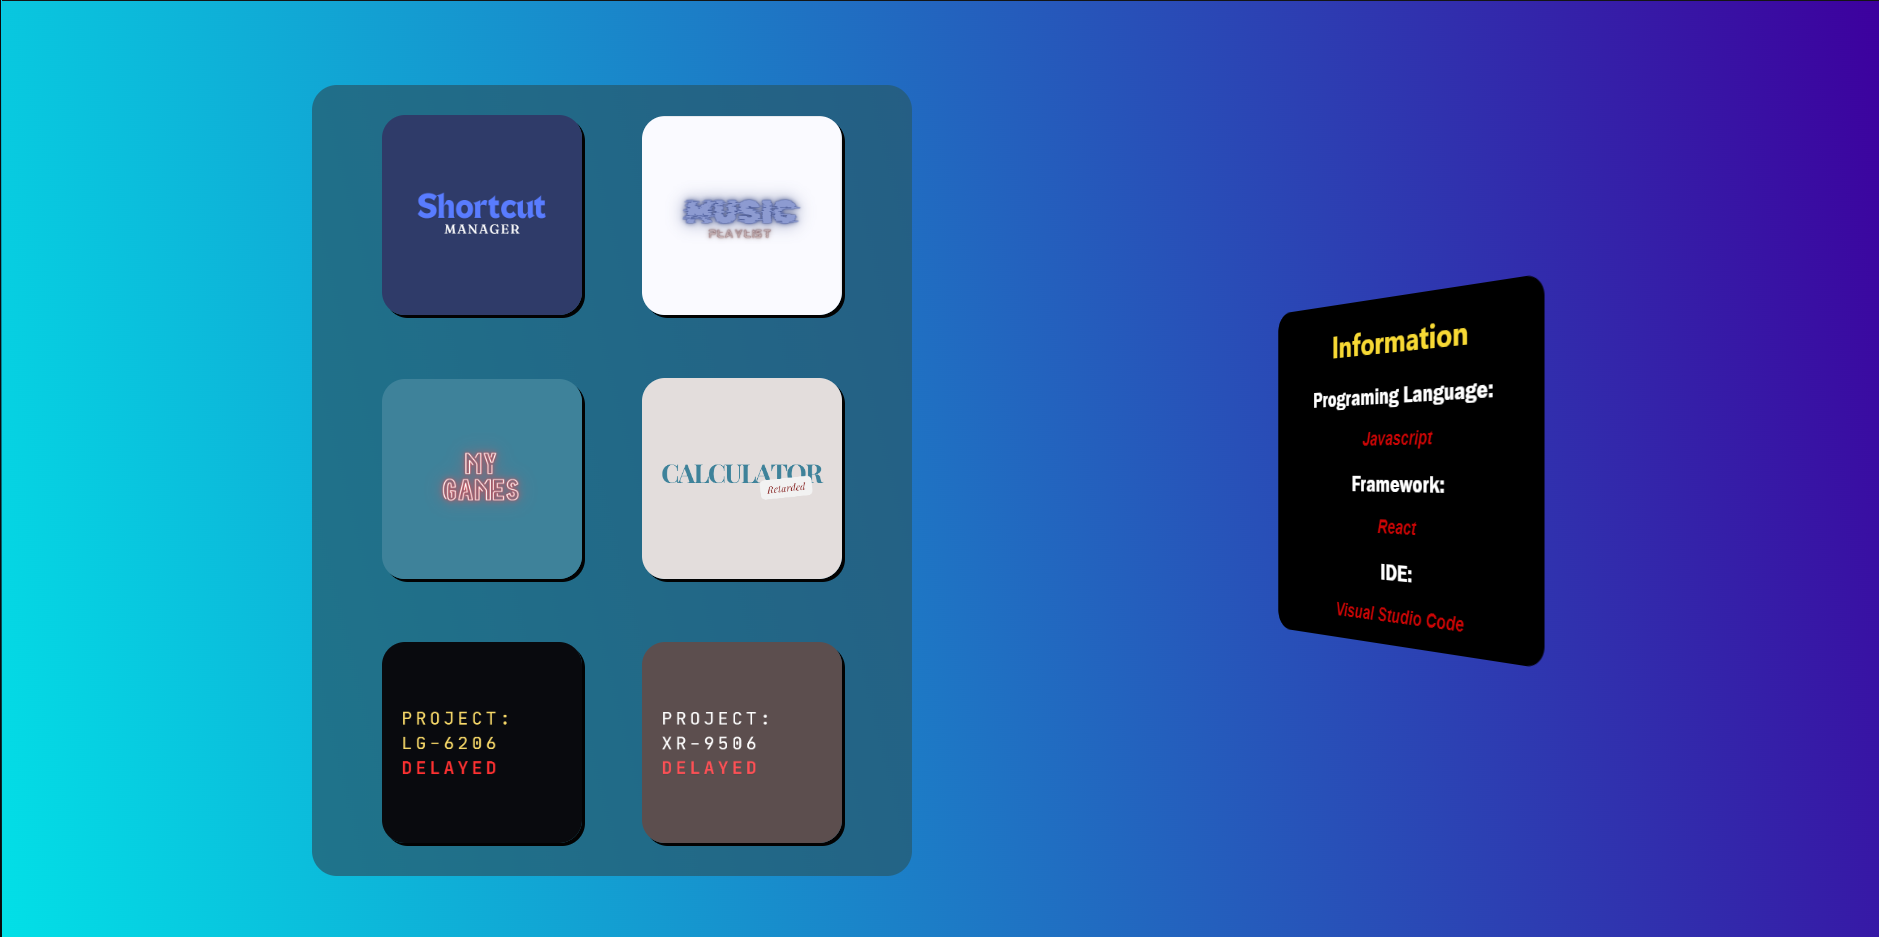 Shortcut
MANAGER
MUSIC
PLAYLIST
MY
GAMES
CALCULATOR
Retarded
PROJECT:
LG-6206
DELAYED
PROJECT:
XR-9506
DELAYED
Information
Programing Language:
Javascript
Framework:
React
IDE:
Visual Studio Code